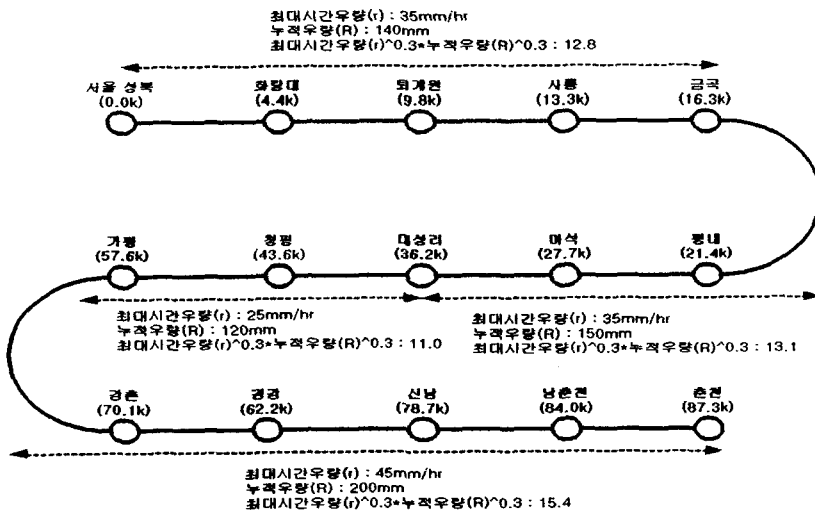 최대시간우량(r) : 35mm/hr
누적우량(R) : 140mm
최대시간우량(r)^0.3*누적우량(R)^0.3 : 12.8
서울 성북 화랑대 퇴계원 사릉 금곡
(0.0k) (4.4k) (9.8k) (13.3k) (16.3k)
가평 청평 대성리 마석 평내
(57.6k) (43.6k) (36.2k) (27.7k) (21.4k)
최대시간우량(r) : 25mm/hr
누적우량(R) : 120mm
최대시간우량(r)^0.3*누적우량(R)^0.3 : 11.0
최대시간우량(r) : 35mm/hr
누적우량(R) : 150mm
최대시간우량(r)^0.3*누적우량(R)^0.3 : 13.1
강촌 경강 신남 남춘천 춘천
(70.1k) (62.2k) (78.7k) (84.0k) (87.3k)
최대시간우량(r) : 45mm/hr
누적우량(R) : 200mm
최대시간우량(r)^0.3*누적우량(R)^0.3 : 15.4